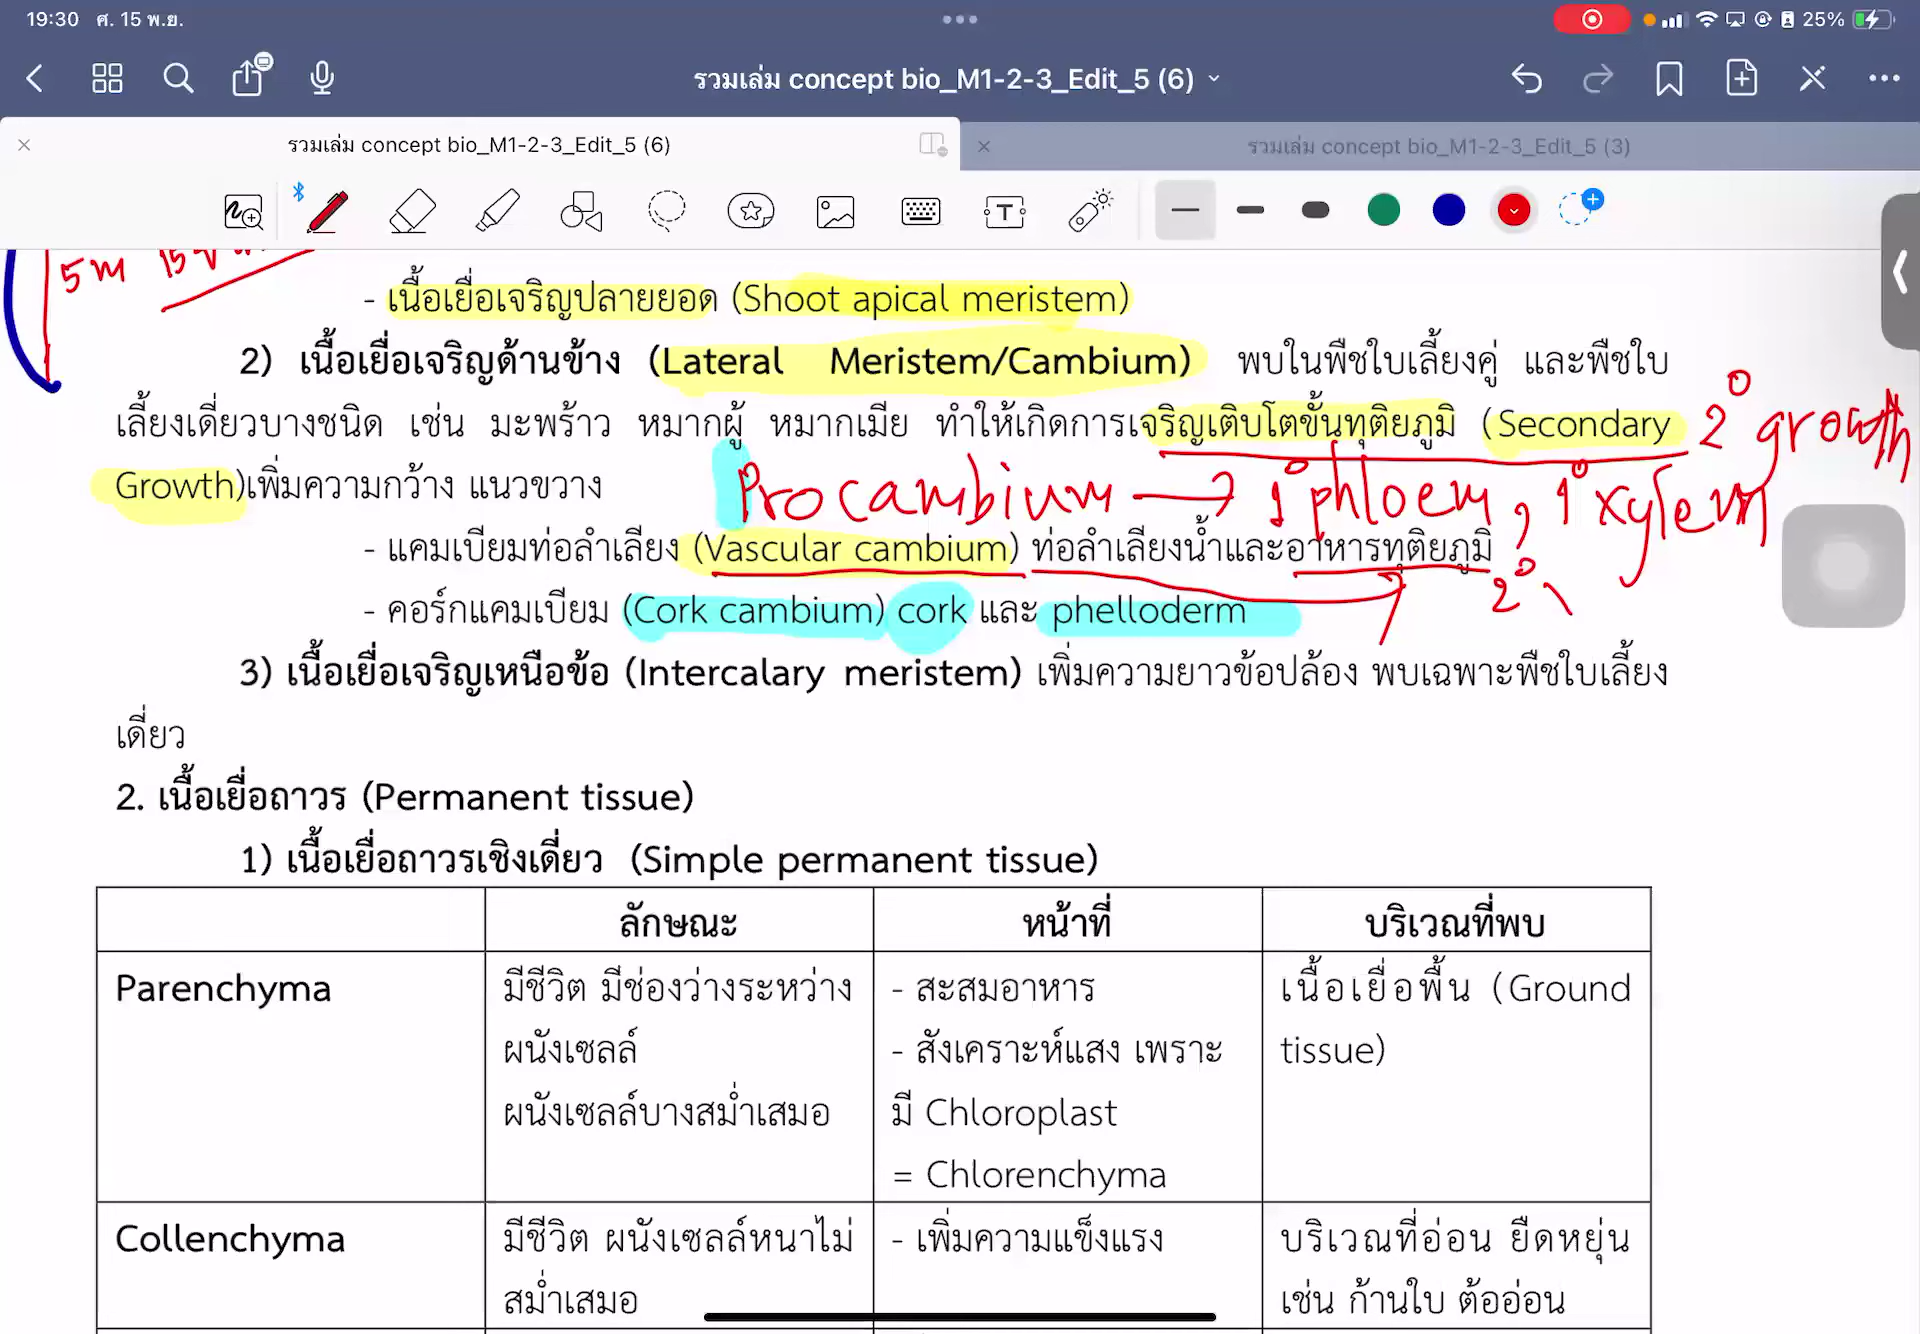 19:30 ศ. 15 พ.ย.
25%
รวมเล่ม concept bio_M1-2-3_Edit_5 (6)
รวมเล่ม concept bio_M1-2-3_Edit_5 (6)
รวมเล่ม concept bio_M1-2-3_Edit_5 (3)
5m
- เนื้อเยื่อเจริญปลายยอด (Shoot apical meristem)
2) เนื้อเยื่อเจริญด้านข้าง (Lateral Meristem/Cambium) พบในพืชใบเลี้ยงคู่ และพืชใบ
เลี้ยงเดี่ยวบางชนิด เช่น มะพร้าว หมากผู้ หมากเมีย ทำให้เกิดการเจริญเติบโตขั้นทุติยภูมิ (Secondary
2° growth
Growth)เพิ่มความกว้าง แนวขวาง
Procambium → 1° phloem, 1° xylem
- แคมเบียมท่อลำเลียง (Vascular cambium) ท่อลำเลียงน้ำและอาหารทุติยภูมิ
2°
- คอร์กแคมเบียม (Cork cambium) cork และ phelloderm
3) เนื้อเยื่อเจริญเหนือข้อ (Intercalary meristem) เพิ่มความยาวข้อปล้อง พบเฉพาะพืชใบเลี้ยง
เดี่ยว
2. เนื้อเยื่อถาวร (Permanent tissue)
1) เนื้อเยื่อถาวรเชิงเดี่ยว (Simple permanent tissue)
ลักษณะ หน้าที่ บริเวณที่พบ
Parenchyma มีชีวิต มีช่องว่างระหว่าง - สะสมอาหาร เนื้อเยื่อพื้น (Ground
ผนังเซลล์ - สังเคราะห์แสง เพราะ tissue)
ผนังเซลล์บางสม่ำเสมอ มี Chloroplast
= Chlorenchyma
Collenchyma มีชีวิต ผนังเซลล์หนาไม่ - เพิ่มความแข็งแรง บริเวณที่อ่อน ยืดหยุ่น
สม่ำเสมอ เช่น ก้านใบ ต้ออ่อน